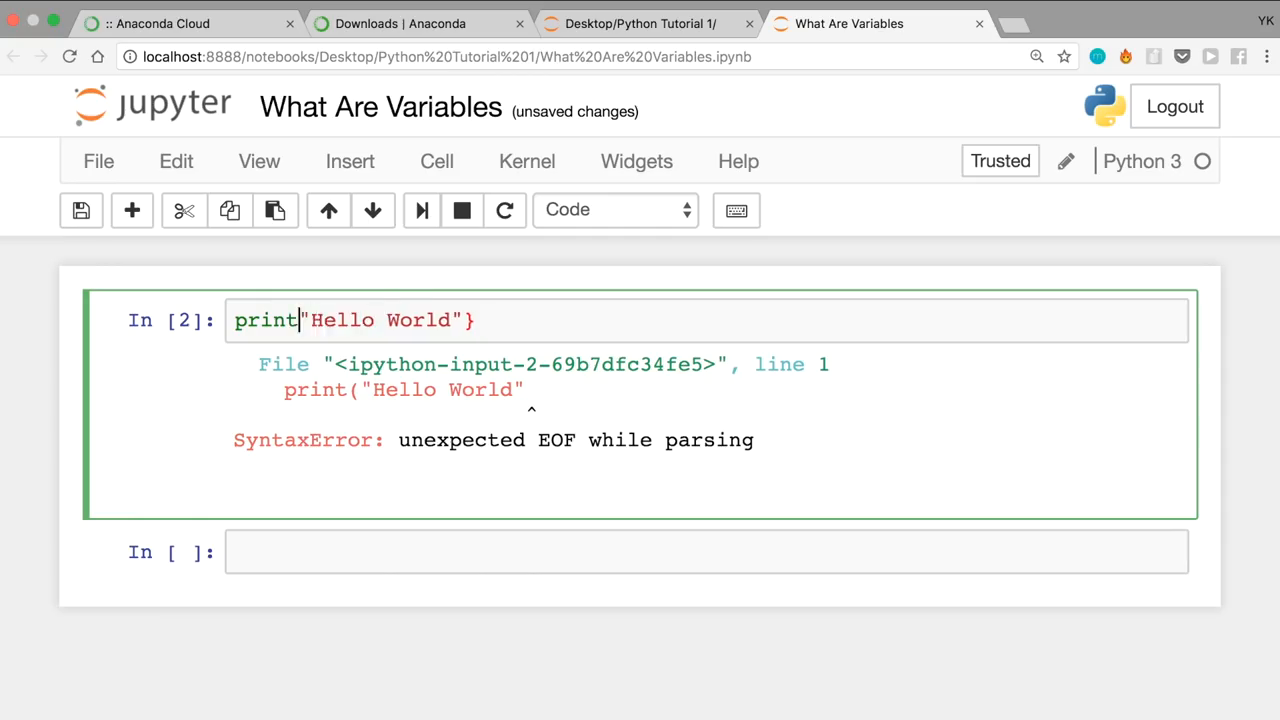 :: Anaconda Cloud
Downloads | Anaconda
Desktop/Python Tutorial 1/
What Are Variables
YK
localhost:8888/notebooks/Desktop/Python%20Tutorial%201/What%20Are%20Variables.ipynb
jupyter What Are Variables (unsaved changes) Logout
File Edit View Insert Cell Kernel Widgets Help Trusted Python 3
Code
In [2]: print"Hello World"}
File "<ipython-input-2-69b7dfc34fe5>", line 1
print("Hello World"
^
SyntaxError: unexpected EOF while parsing
In [ ]: